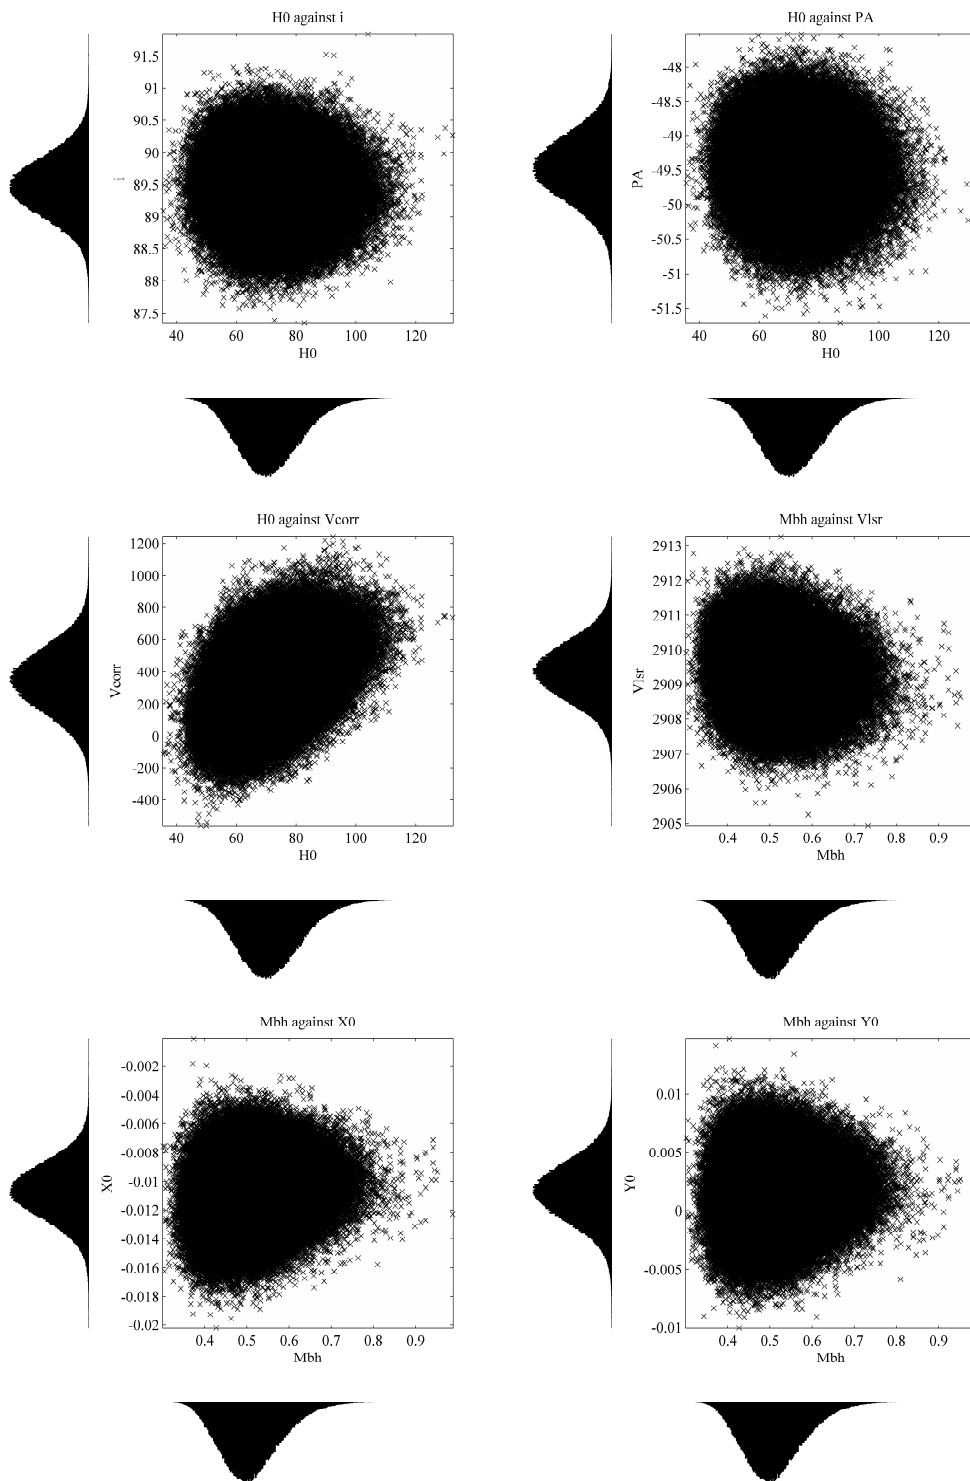 H0 against i
91.5
91
90.5
90
89.5
89
88.5
88
87.5
i
40 60 80 100 120
H0
H0 against PA
-48
-48.5
-49
-49.5
-50
-50.5
-51
-51.5
PA
40 60 80 100 120
H0
H0 against Vcorr
1200
1000
800
600
400
200
0
-200
-400
Vcorr
40 60 80 100 120
H0
Mbh against Vlsr
2913
2912
2911
2910
2909
2908
2907
2906
2905
Vlsr
0.4 0.5 0.6 0.7 0.8 0.9
Mbh
Mbh against X0
-0.002
-0.004
-0.006
-0.008
-0.01
-0.012
-0.014
-0.016
-0.018
-0.02
X0
0.4 0.5 0.6 0.7 0.8 0.9
Mbh
Mbh against Y0
0.01
0.005
0
-0.005
-0.01
Y0
0.4 0.5 0.6 0.7 0.8 0.9
Mbh